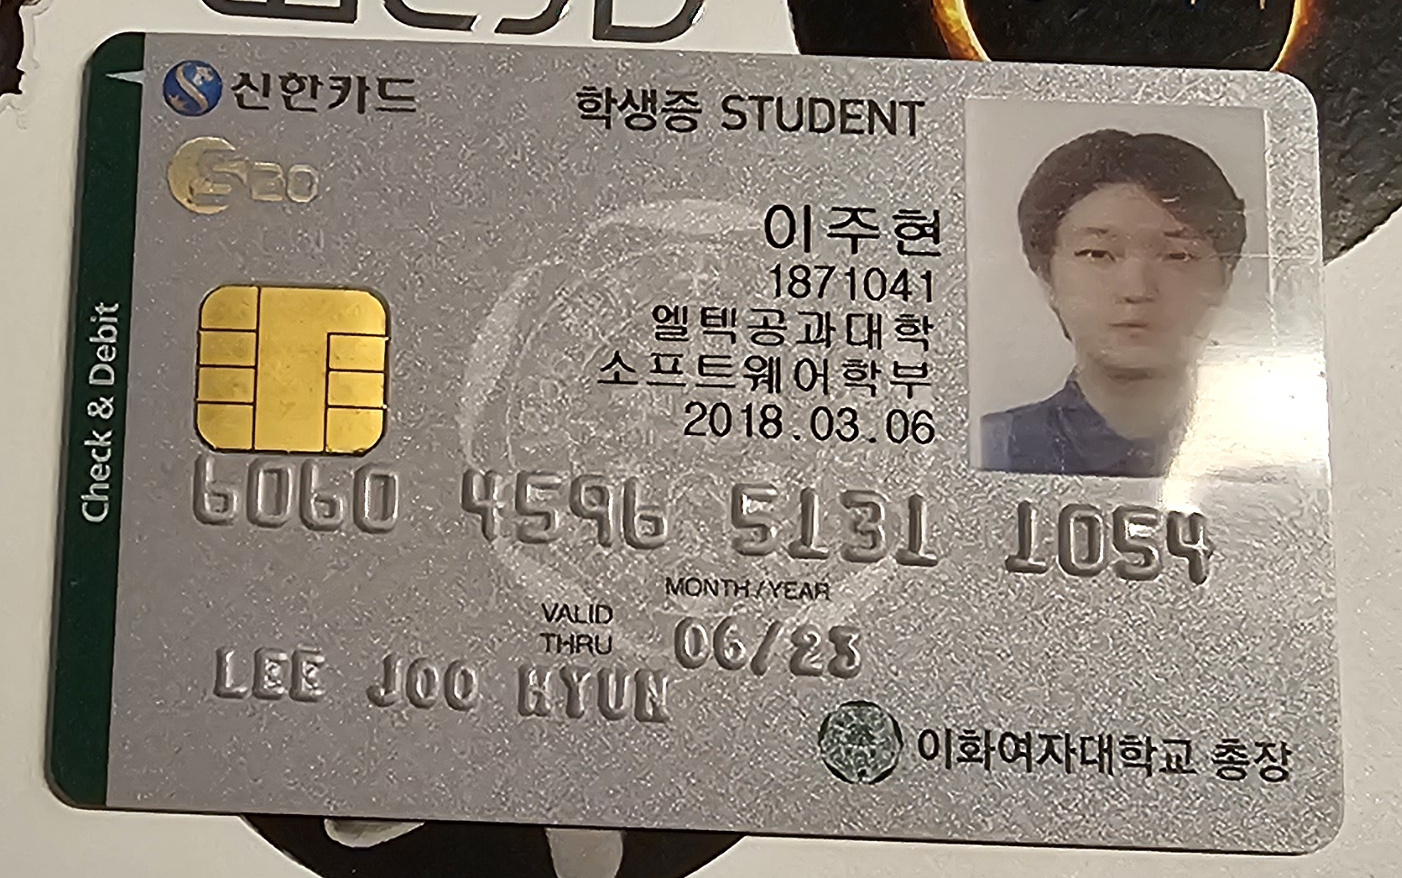 신한카드
학생증 STUDENT
이주현
1871041
엘텍공과대학
소프트웨어학부
2018.03.06
Check & Debit
6060 4596 5131 1054
MONTH/YEAR
VALID
THRU
06/23
LEE JOO HYUN
이화여자대학교 총장